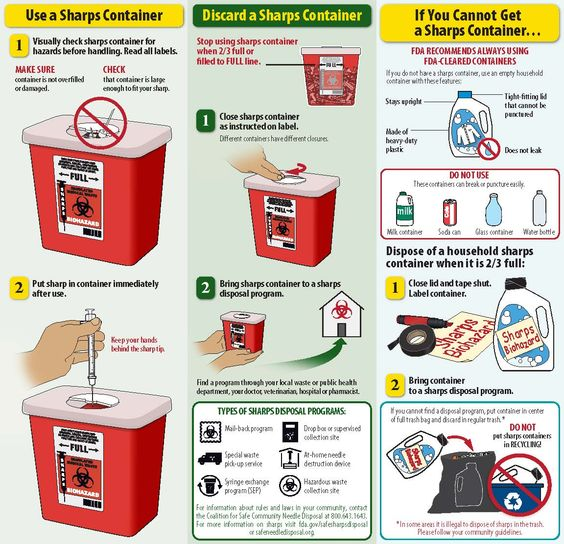 Use a Sharps Container
1 Visually check sharps container for
hazards before handling. Read all labels.
MAKE SURE
container is not overfilled
or damaged.
CHECK
that container is large
enough to fit your sharp.
FULL
BIOHAZARD
2 Put sharp in container immediately
after use.
Keep your hands
behind the sharp tip.
FULL
BIOHAZARD
Discard a Sharps Container
Stop using sharps container
when 2/3 full or
filled to FULL line.
1 Close sharps container
as instructed on label.
Different containers have different closures.
FULL
BIOHAZARD
2 Bring sharps container to a sharps
disposal program.
Find a program through your local waste or public health
department, your doctor, veterinarian, hospital or pharmacist.
TYPES OF SHARPS DISPOSAL PROGRAMS:
Mail-back program
Drop box or supervised
collection site
Special waste
pick-up service
At-home needle
destruction device
Syringe exchange
program (SEP)
Hazardous waste
collection site
For information about rules and laws in your community, contact
the Coalition for Safe Community Needle Disposal at 800.643.1643.
For more information on sharps visit fda.gov/safesharpsdisposal
or safeneedledisposal.org.
If You Cannot Get
a Sharps Container...
FDA RECOMMENDS ALWAYS USING
FDA-CLEARED CONTAINERS
If you do not have a sharps container, use an empty household
container with these features:
Stays upright
Tight-fitting lid
that cannot be
punctured
Made of
heavy-duty
plastic
Does not leak
DO NOT USE
These containers can break or puncture easily.
milk
SODA
Milk container
Soda can
Glass container
Water bottle
Dispose of a household sharps
container when it is 2/3 full:
1 Close lid and tape shut.
Label container.
Sharps
Biohazard
Sharps
Biohazard
2 Bring container
to a sharps disposal program.
If you cannot find a disposal program, put container in center
of full trash bag and discard in regular trash.*
Sharps
Biohazard
DO NOT
put sharps containers
in RECYCLING!
*In some areas it is illegal to dispose of sharps in the trash.
Please follow your community guidelines.